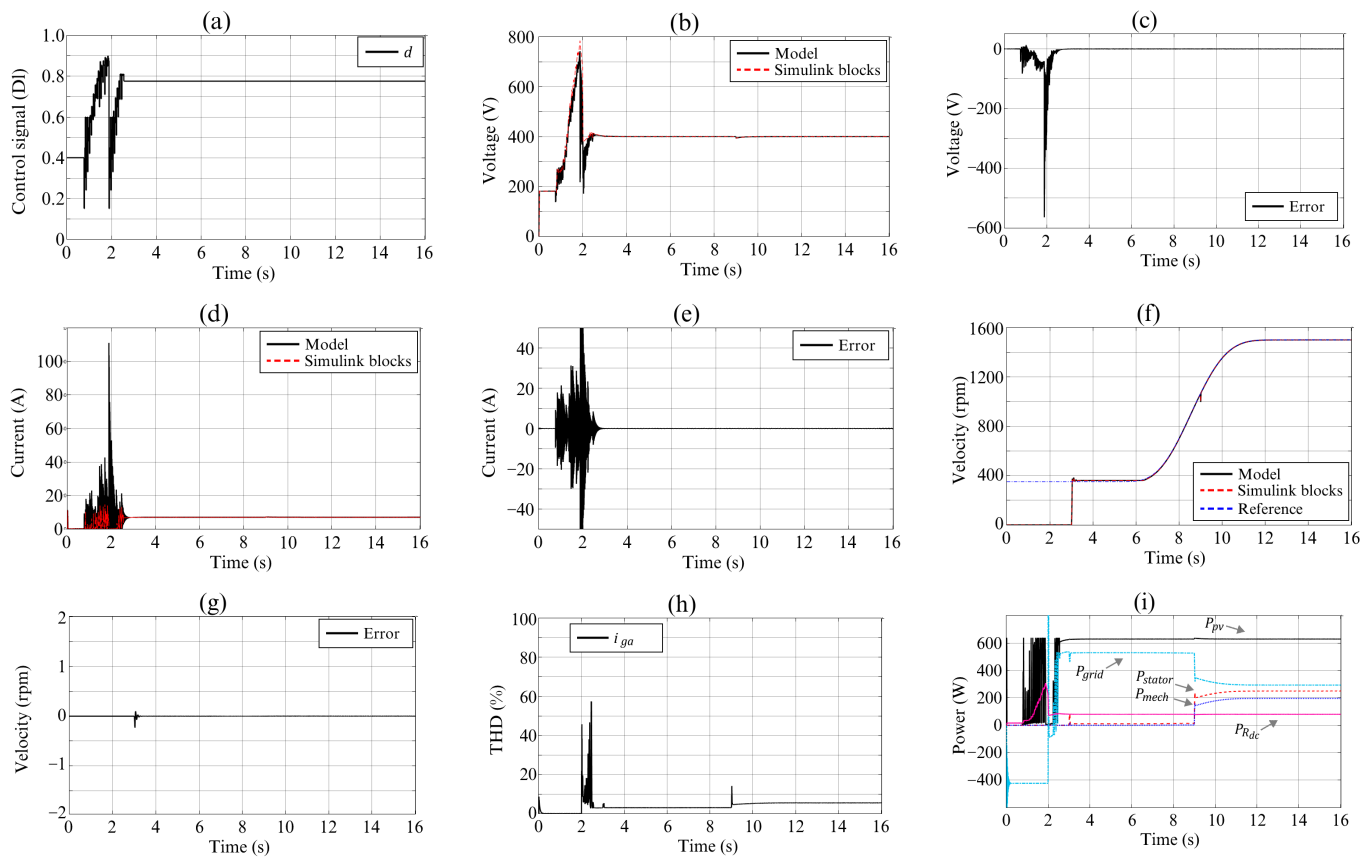 (a)
1.0
0.8
0.6
0.4
0.2
0
Control signal (Dl)
d
0 2 4 6 8 10 12 14 16
Time (s)
(b)
800
600
400
200
0
Voltage (V)
Model
Simulink blocks
0 2 4 6 8 10 12 14 16
Time (s)
(c)
0
−200
−400
−600
Voltage (V)
Error
0 2 4 6 8 10 12 14 16
Time (s)
(d)
100
80
60
40
20
0
Current (A)
Model
Simulink blocks
0 2 4 6 8 10 12 14 16
Time (s)
(e)
40
20
0
−20
−40
Current (A)
Error
0 2 4 6 8 10 12 14 16
Time (s)
(f)
1600
1200
800
400
0
Velocity (rpm)
Model
Simulink blocks
Reference
0 2 4 6 8 10 12 14 16
Time (s)
(g)
2
1
0
−1
−2
Velocity (rpm)
Error
0 2 4 6 8 10 12 14 16
Time (s)
(h)
100
80
60
40
20
0
THD (%)
i ga
0 2 4 6 8 10 12 14 16
Time (s)
(i)
600
400
200
0
−200
−400
Power (W)
Ppv
Pgrid
Pstator
Pmech
PRdc
0 2 4 6 8 10 12 14 16
Time (s)